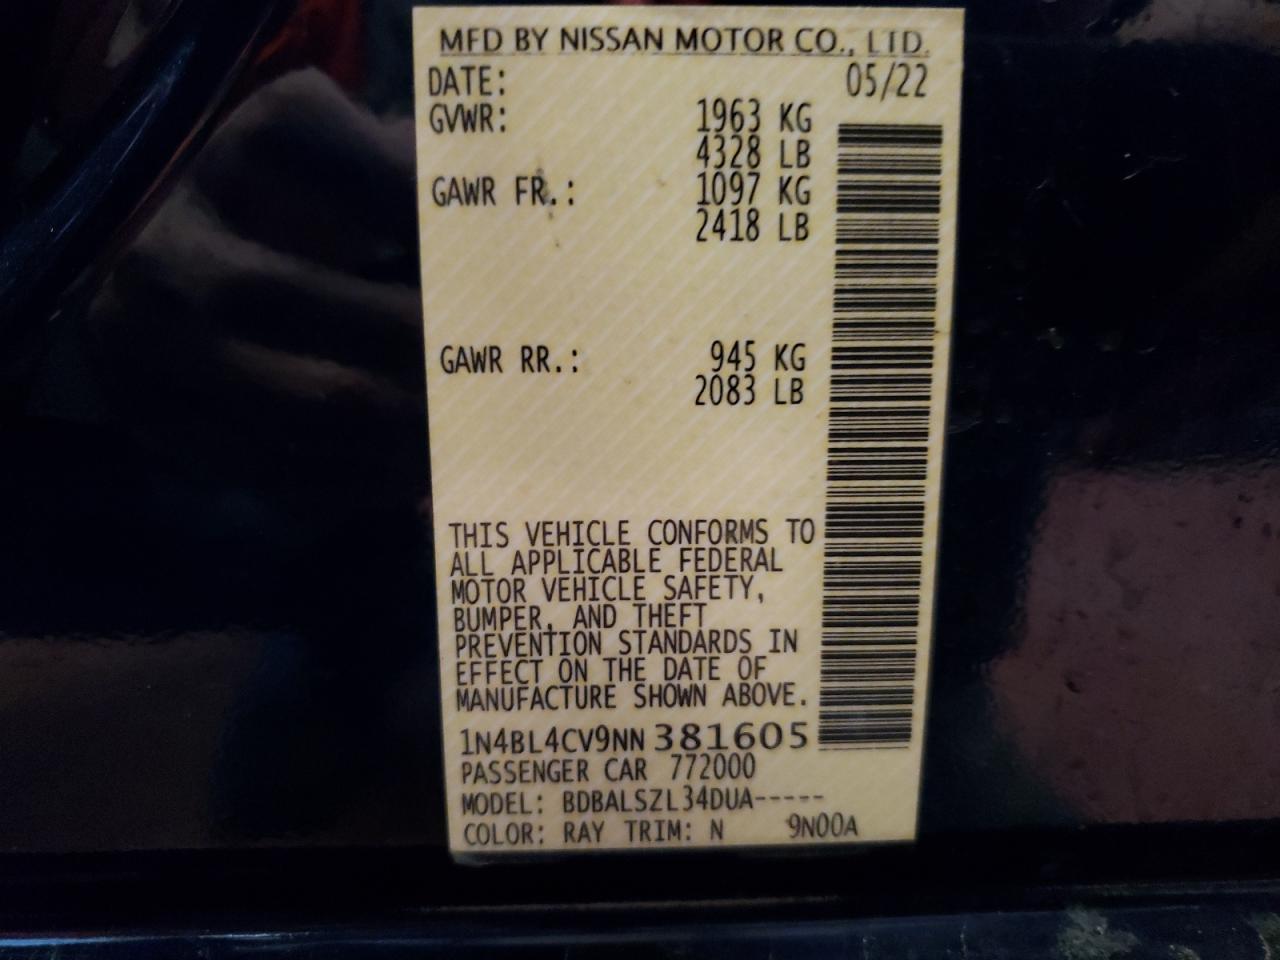 MFD BY NISSAN MOTOR CO., LTD.
DATE: 05/22
GVWR: 1963 KG
4328 LB
GAWR FR.: 1097 KG
2418 LB
GAWR RR.: 945 KG
2083 LB
THIS VEHICLE CONFORMS TO
ALL APPLICABLE FEDERAL
MOTOR VEHICLE SAFETY,
BUMPER, AND THEFT
PREVENTION STANDARDS IN
EFFECT ON THE DATE OF
MANUFACTURE SHOWN ABOVE.
1N4BL4CV9NN381605
PASSENGER CAR 772000
MODEL: BDBALSZL34DUA-----
COLOR: RAY TRIM: N 9N00A